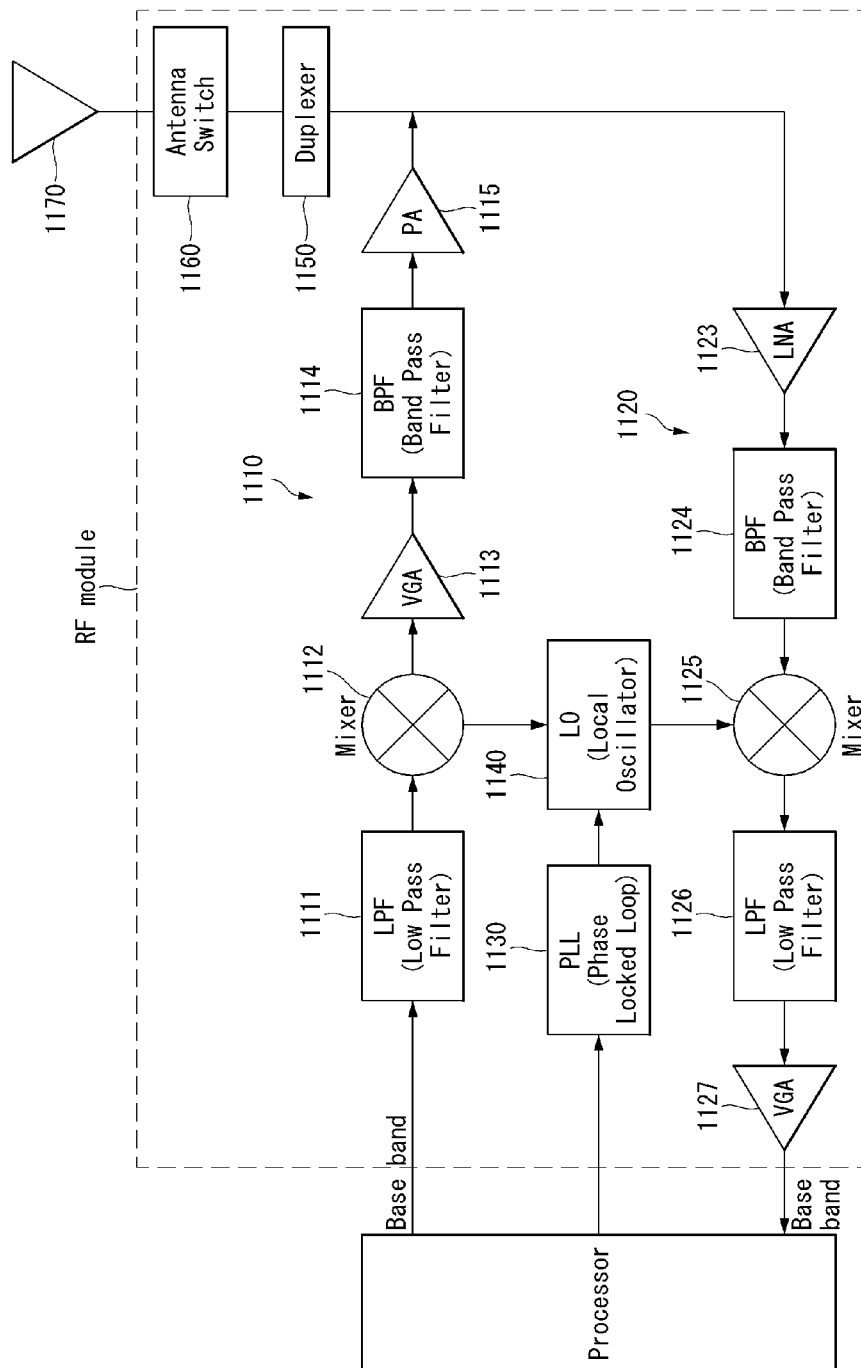 RF module
1170
Antenna
Switch
1160
Duplexer
1150
1110
PA
1115
BPF
(Band Pass
Filter)
1114
VGA
1113
Mixer
1112
LPF
(Low Pass
Filter)
1111
Base band
Processor
PLL
(Phase
Locked Loop)
1130
LO
(Local
Oscillator)
1140
1120
LNA
1123
BPF
(Band Pass
Filter)
1124
Mixer
1125
LPF
(Low Pass
Filter)
1126
VGA
1127
Base
band